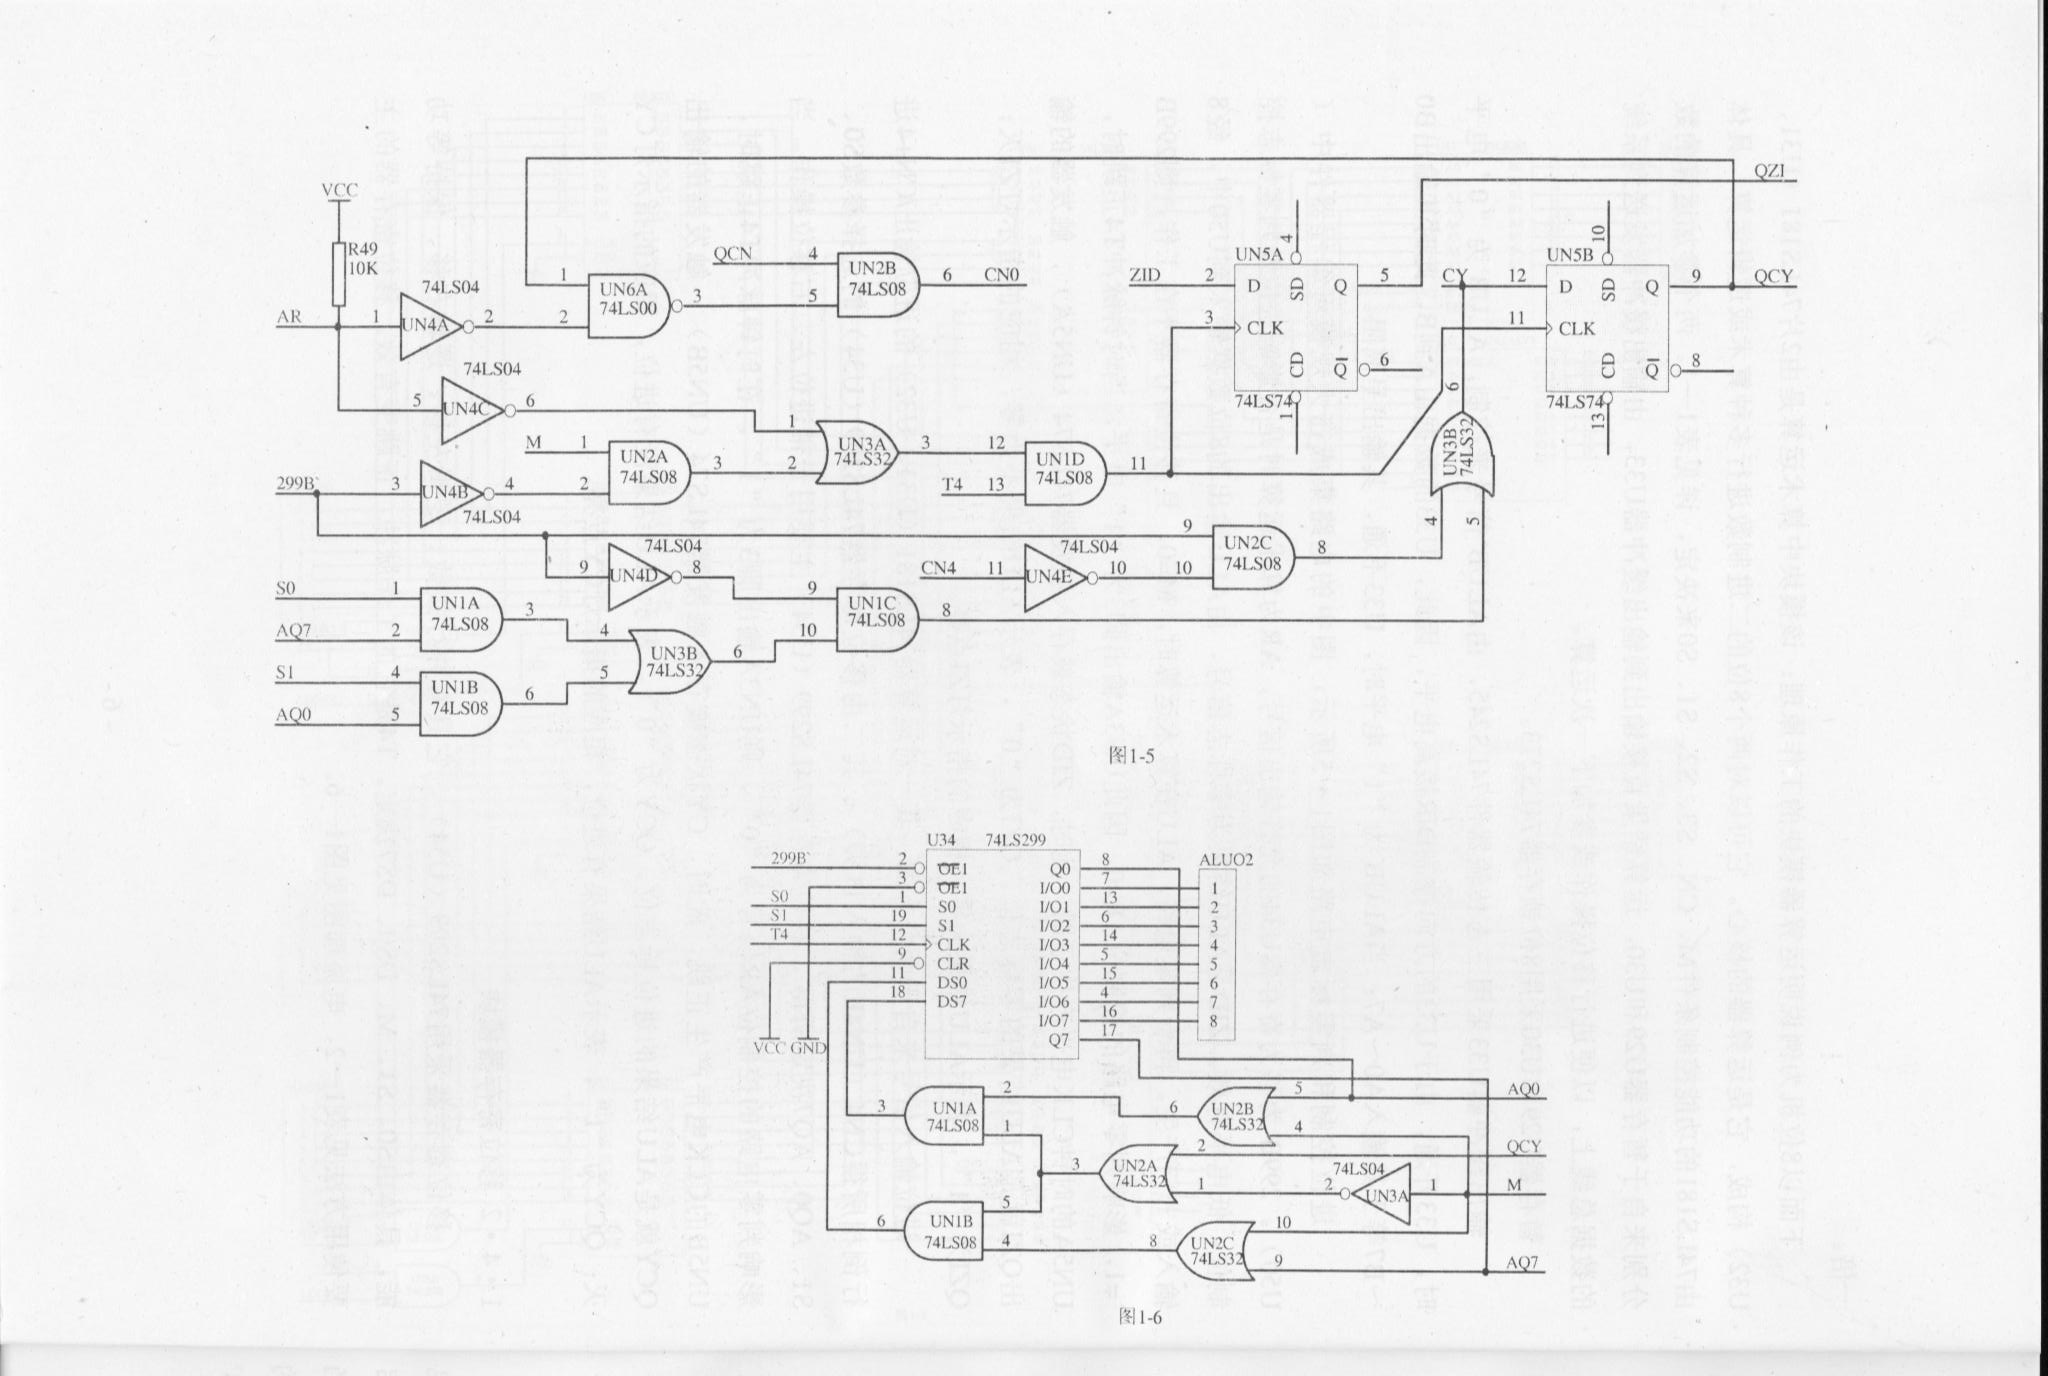 QZI
VCC
R49
10K
QCN 4
UN2B
74LS08
5
6 CN0
1
UN6A
74LS00
2
3
AR 1
74LS04
UN4A
2
ZID 2
UN5A 4
D SD Q
5
3
CLK
CD Q
6
74LS74
1
CY 12
UN5B 10
D SD Q
9 QCY
11
CLK
CD Q
8
74LS74
13
74LS04
5 UN4C 6
M 1
UN2A
74LS08
2
3
1
UN3A
74LS32
2
3
12
UN1D
74LS08
T4 13
11
6
UN3B
74LS32
4 5
299B` 3 UN4B 4
74LS04
9
UN2C
74LS08
10
8
74LS04
9 UN4D 8
CN4 11
74LS04
UN4E 10
S0 1
UN1A
74LS08
AQ7 2
3
9
UN1C
74LS08
10
8
4
UN3B
74LS32
5
6
S1 4
UN1B
74LS08
AQ0 5
6
图1-5
U34 74LS299
299B` 2 OE1 Q0 8
3 OE1 I/O0 7 1
S0 1 S0 I/O1 13 2
S1 19 S1 I/O2 6 3
T4 12 CLK I/O3 14 4
9 CLR I/O4 5 5
11 DS0 I/O5 15 6
18 DS7 I/O6 4 7
I/O7 16 8
Q7 17
ALUO2
VCC GND
3 UN1A
74LS08
2
1
6 UN2B
74LS32
5 AQ0
4
3 UN2A
74LS32
2 QCY
1
74LS04
2 UN3A 1 M
6 UN1B
74LS08
5
4
8 UN2C
74LS32
10
9 AQ7
图1-6